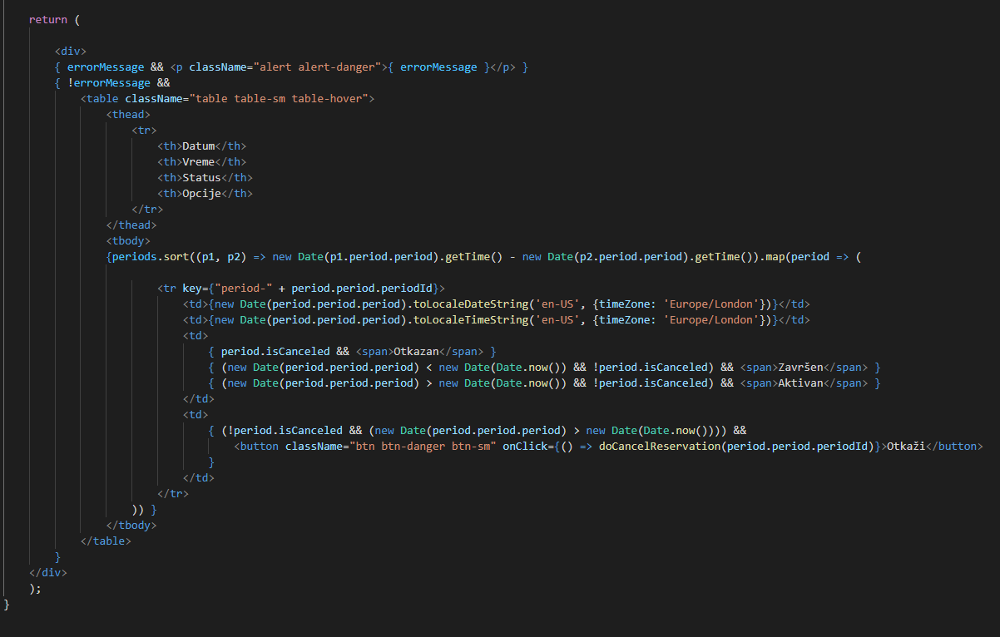 return (
<div>
{ errorMessage && <p className="alert alert-danger">{ errorMessage }</p> }
{ !errorMessage &&
<table className="table table-sm table-hover">
<thead>
<tr>
<th>Datum</th>
<th>Vreme</th>
<th>Status</th>
<th>Opcije</th>
</tr>
</thead>
<tbody>
{periods.sort((p1, p2) => new Date(p1.period.period).getTime() - new Date(p2.period.period).getTime()).map(period => (
<tr key={"period-" + period.period.periodId}>
<td>{new Date(period.period.period).toLocaleDateString('en-US', {timeZone: 'Europe/London'})}</td>
<td>{new Date(period.period.period).toLocaleTimeString('en-US', {timeZone: 'Europe/London'})}</td>
<td>
{ period.isCanceled && <span>Otkazan</span> }
{ (new Date(period.period.period) < new Date(Date.now()) && !period.isCanceled) && <span>Završen</span> }
{ (new Date(period.period.period) > new Date(Date.now()) && !period.isCanceled) && <span>Aktivan</span> }
</td>
<td>
{ (!period.isCanceled && (new Date(period.period.period) > new Date(Date.now()))) &&
<button className="btn btn-danger btn-sm" onClick={() => doCancelReservation(period.period.periodId)}>Otkaži</button>
}
</td>
</tr>
)) }
</tbody>
</table>
}
</div>
);
}